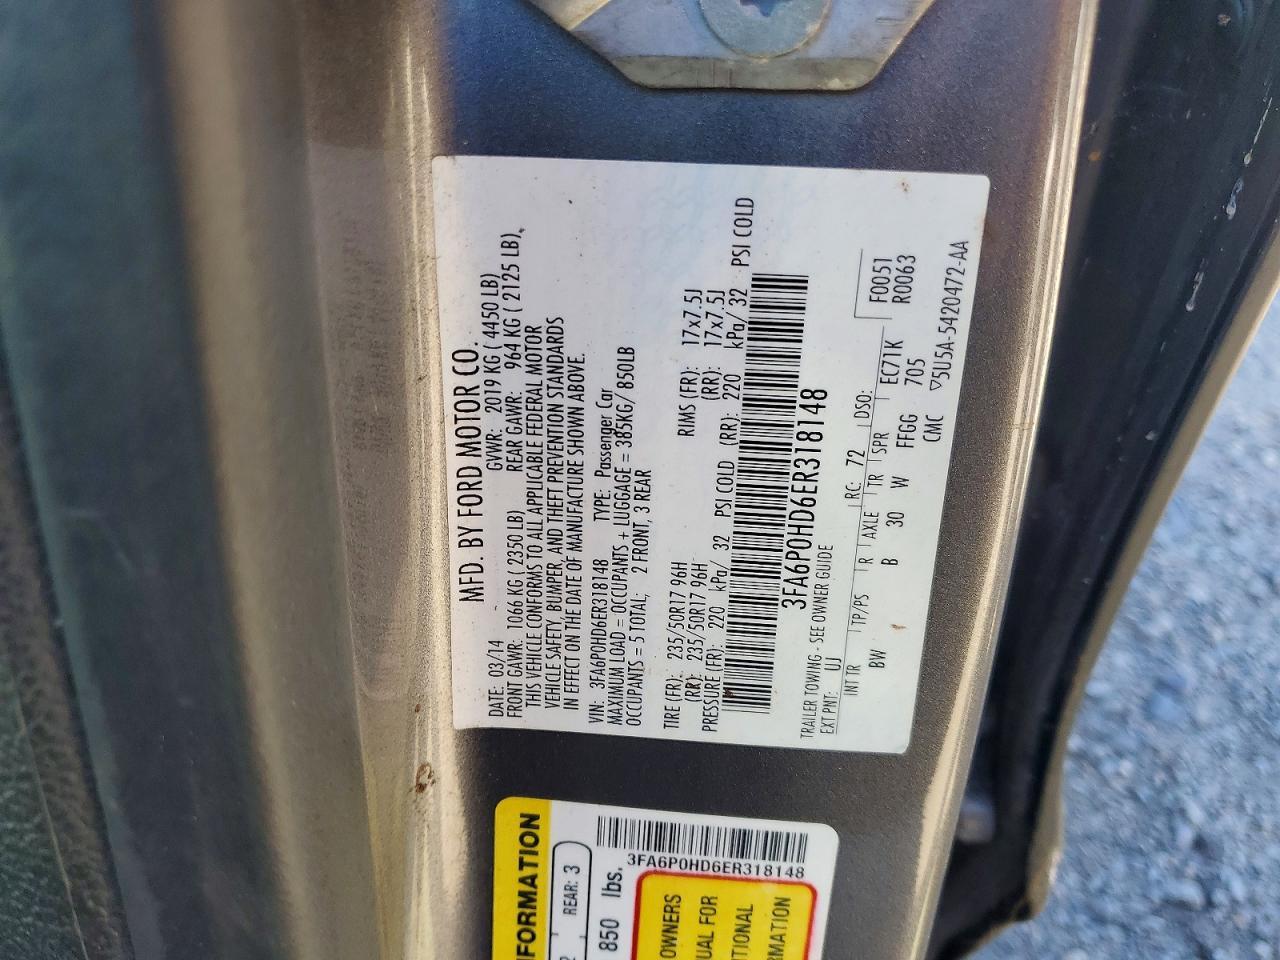 MFD. BY FORD MOTOR CO.
DATE: 03/14 GVWR: 2019 KG ( 4450 LB)
FRONT GAWR: 1066 KG ( 2350 LB) REAR GAWR: 964 KG ( 2125 LB)
THIS VEHICLE CONFORMS TO ALL APPLICABLE FEDERAL MOTOR
VEHICLE SAFETY, BUMPER, AND THEFT PREVENTION STANDARDS
IN EFFECT ON THE DATE OF MANUFACTURE SHOWN ABOVE.
VIN: 3FA6P0HD6ER318148 TYPE: Passenger Car
MAXIMUM LOAD = OCCUPANTS + LUGGAGE = 385KG/ 850LB
OCCUPANTS = 5 TOTAL; 2 FRONT, 3 REAR
TIRE (FR): 235/50R17 96H RIMS (FR): 17x7.5J
(RR): 235/50R17 96H (RR): 17x7.5J
PRESSURE (FR): 220 kPa/ 32 PSI COLD (RR): 220 kPa/ 32 PSI COLD
3FA6P0HD6ER318148
TRAILER TOWING - SEE OWNER GUIDE
EXT PNT: UJ RC: 72 DSO: F0051
R0063
INT TR TP/PS R AXLE TR SPR EC71K
BW B 30 W FFGG 705
CMC ▽5U5A-5420472-AA
FORMATION
REAR: 3
850 lbs.
3FA6P0HD6ER318148
OWNERS
UAL FOR
ITIONAL
RMATION